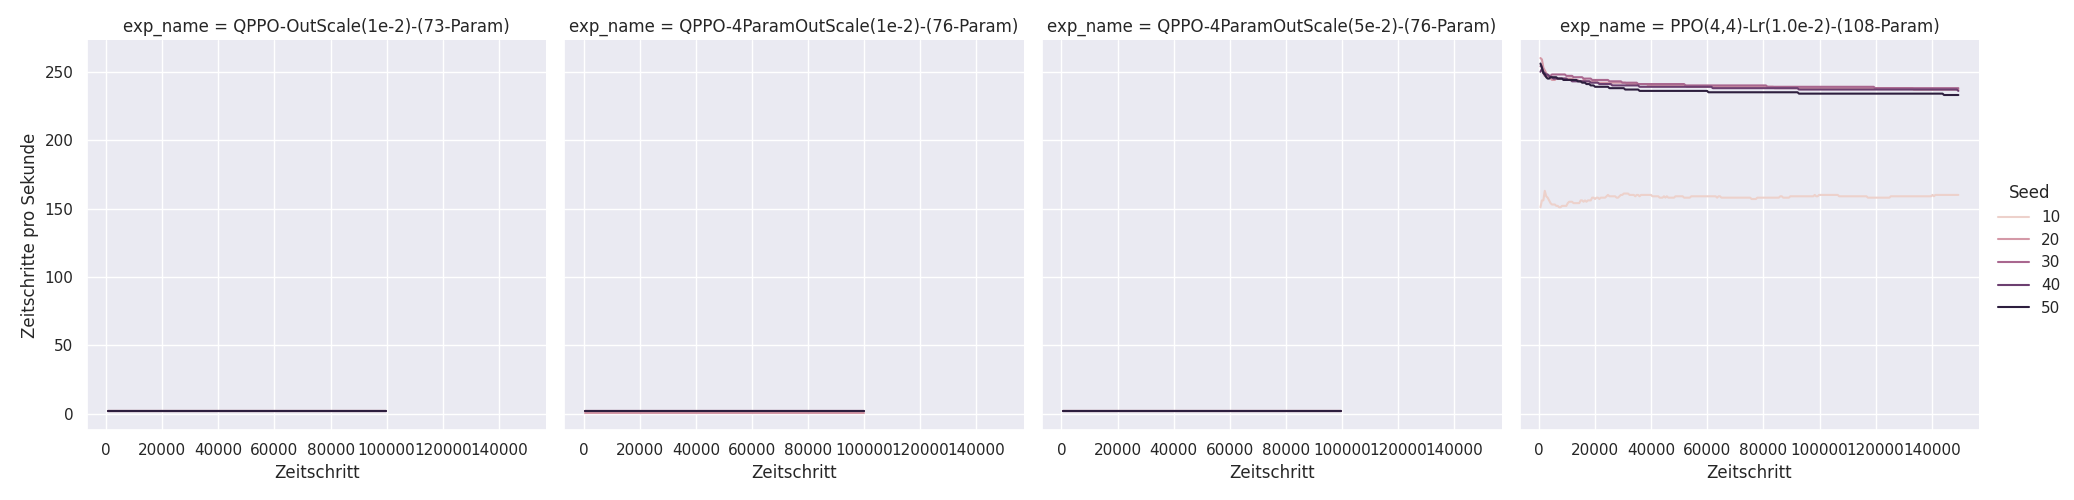 exp_name = QPPO-OutScale(1e-2)-(73-Param)
exp_name = QPPO-4ParamOutScale(1e-2)-(76-Param)
exp_name = QPPO-4ParamOutScale(5e-2)-(76-Param)
exp_name = PPO(4,4)-Lr(1.0e-2)-(108-Param)
Zeitschritte pro Sekunde
250
200
150
100
50
0
0 20000 40000 60000 80000 100000 120000 140000
Zeitschritt
0 20000 40000 60000 80000 100000 120000 140000
Zeitschritt
0 20000 40000 60000 80000 100000 120000 140000
Zeitschritt
0 20000 40000 60000 80000 100000 120000 140000
Zeitschritt
Seed
10
20
30
40
50